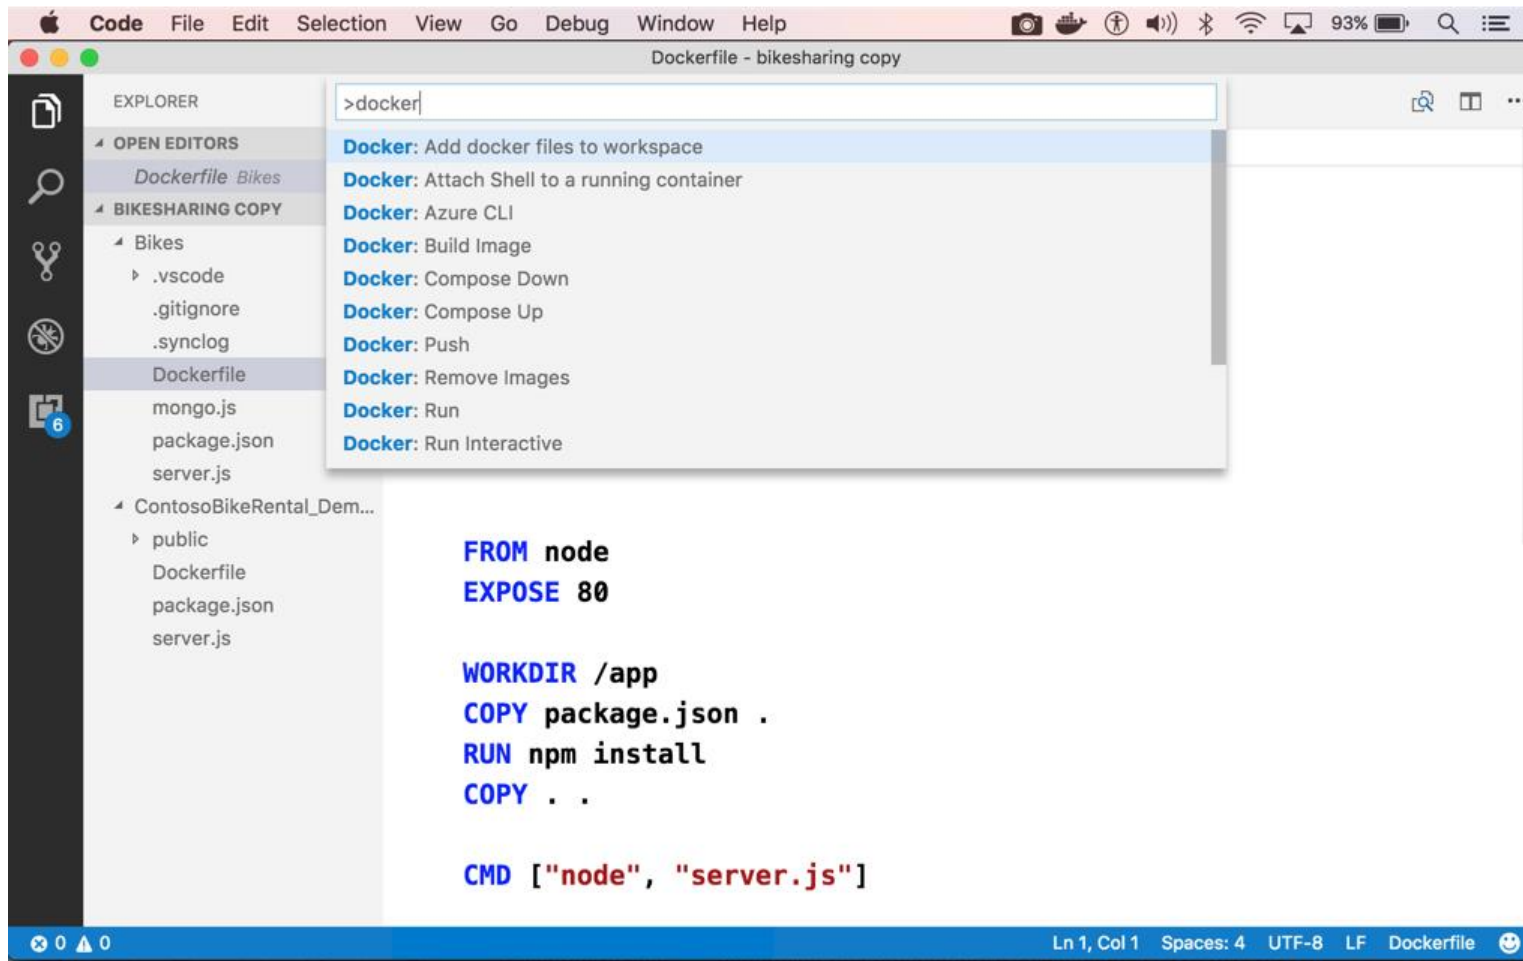 Code File Edit Selection View Go Debug Window Help 93%
Dockerfile - bikesharing copy
EXPLORER
OPEN EDITORS
Dockerfile Bikes
BIKESHARING COPY
Bikes
.vscode
.gitignore
.synclog
Dockerfile
mongo.js
package.json
server.js
ContosoBikeRental_Dem...
public
Dockerfile
package.json
server.js
6
>docker
Docker: Add docker files to workspace
Docker: Attach Shell to a running container
Docker: Azure CLI
Docker: Build Image
Docker: Compose Down
Docker: Compose Up
Docker: Push
Docker: Remove Images
Docker: Run
Docker: Run Interactive
FROM node
EXPOSE 80
WORKDIR /app
COPY package.json .
RUN npm install
COPY . .
CMD ["node", "server.js"]
0 0 Ln 1, Col 1 Spaces: 4 UTF-8 LF Dockerfile